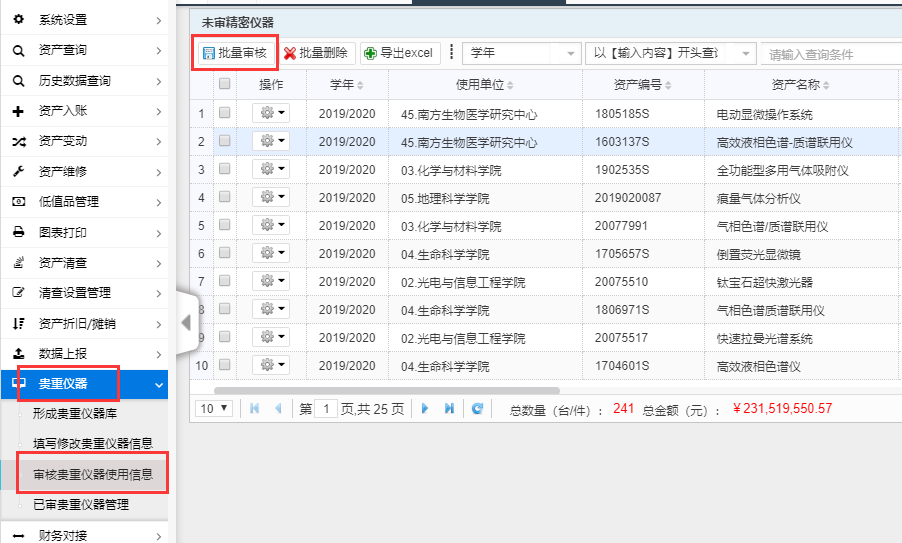 系统设置
资产查询
历史数据查询
资产入账
资产变动
资产维修
低值品管理
图表打印
资产清查
清查设置管理
资产折旧/摊销
数据上报
贵重仪器
形成贵重仪器库
填写修改贵重仪器信息
审核贵重仪器使用信息
已审贵重仪器管理
财务对接
未审精密仪器
批量审核 批量删除 导出excel 学年 以【输入内容】开头查询 请输入查询条件
操作 学年 使用单位 资产编号 资产名称
1 2019/2020 45.南方生物医学研究中心 1805185S 电动显微操作系统
2 2019/2020 45.南方生物医学研究中心 1603137S 高效液相色谱-质谱联用仪
3 2019/2020 03.化学与材料学院 1902535S 全功能型多用气体吸附仪
4 2019/2020 05.地理科学学院 2019020087 痕量气体分析仪
5 2019/2020 03.化学与材料学院 20077991 气相色谱/质谱联用仪
6 2019/2020 04.生命科学学院 1705657S 倒置荧光显微镜
7 2019/2020 02.光电与信息工程学院 20075510 钛宝石超快激光器
8 2019/2020 04.生命科学学院 1806971S 气相色谱质谱联用仪
9 2019/2020 02.光电与信息工程学院 20075517 快速拉曼光谱系统
10 2019/2020 04.生命科学学院 1704601S 高效液相色谱仪
10 第 1 页,共 25 页 总数量（台/件）: 241 总金额（元）: ￥231,519,550.57